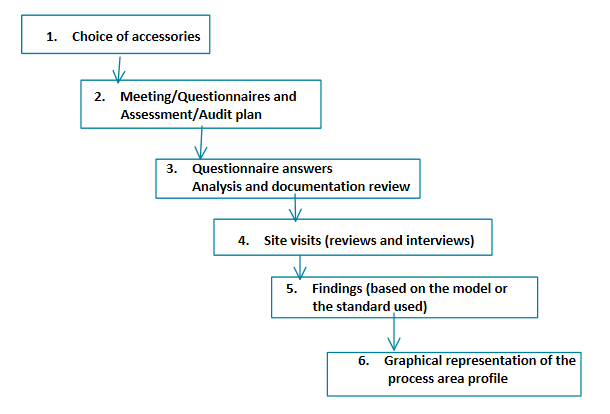 1. Choice of accessories
2. Meeting/Questionnaires and
Assessment/Audit plan
3. Questionnaire answers
Analysis and documentation review
4. Site visits (reviews and interviews)
5. Findings (based on the model or
the standard used)
6. Graphical representation of the
process area profile